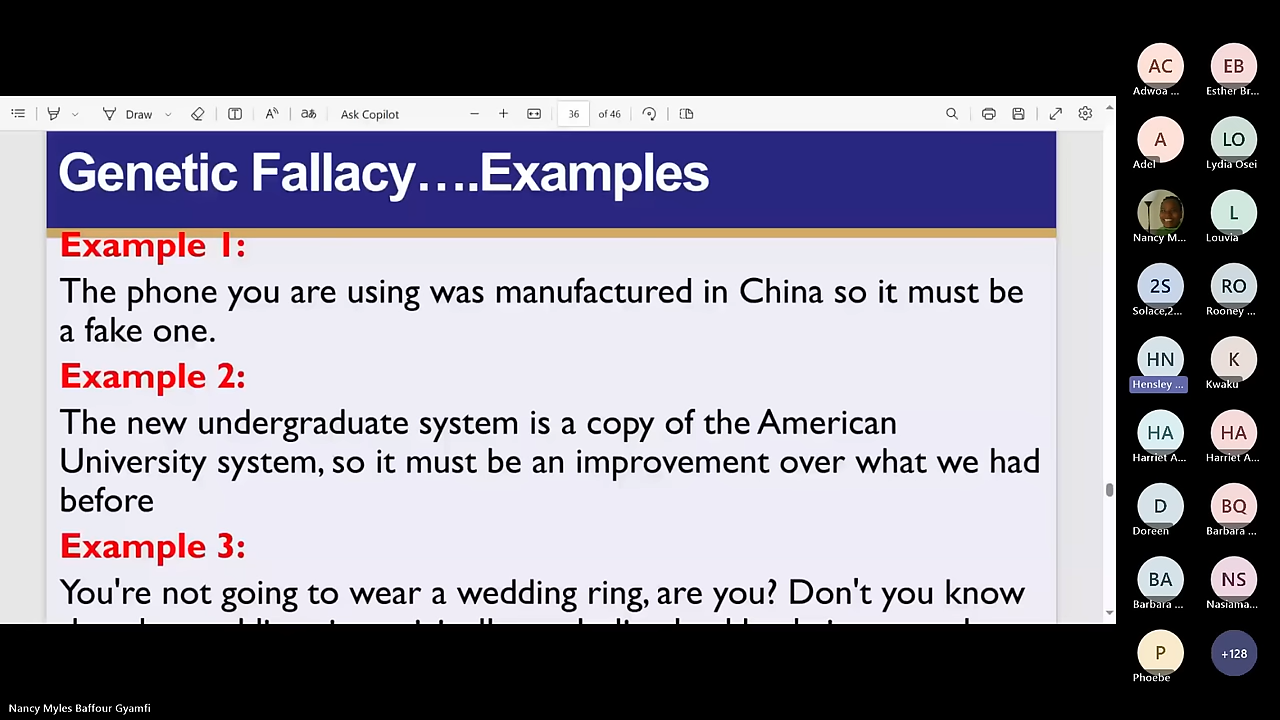 Draw
Ask Copilot
36 of 46
Genetic Fallacy….Examples
Example 1:
The phone you are using was manufactured in China so it must be
a fake one.
Example 2:
The new undergraduate system is a copy of the American
University system, so it must be an improvement over what we had
before
Example 3:
You're not going to wear a wedding ring, are you? Don't you know
AC EB
Adwoa ... Esther Br...
A LO
Adel Lydia Osei
L
Nancy M... Louvia
2S RO
Solace,2... Rooney ...
HN K
Hensley ... Kwaku
HA HA
Harriet A... Harriet A...
D BQ
Doreen Barbara ...
BA NS
Barbara ... Nasiama...
P +128
Phoebe
Nancy Myles Baffour Gyamfi